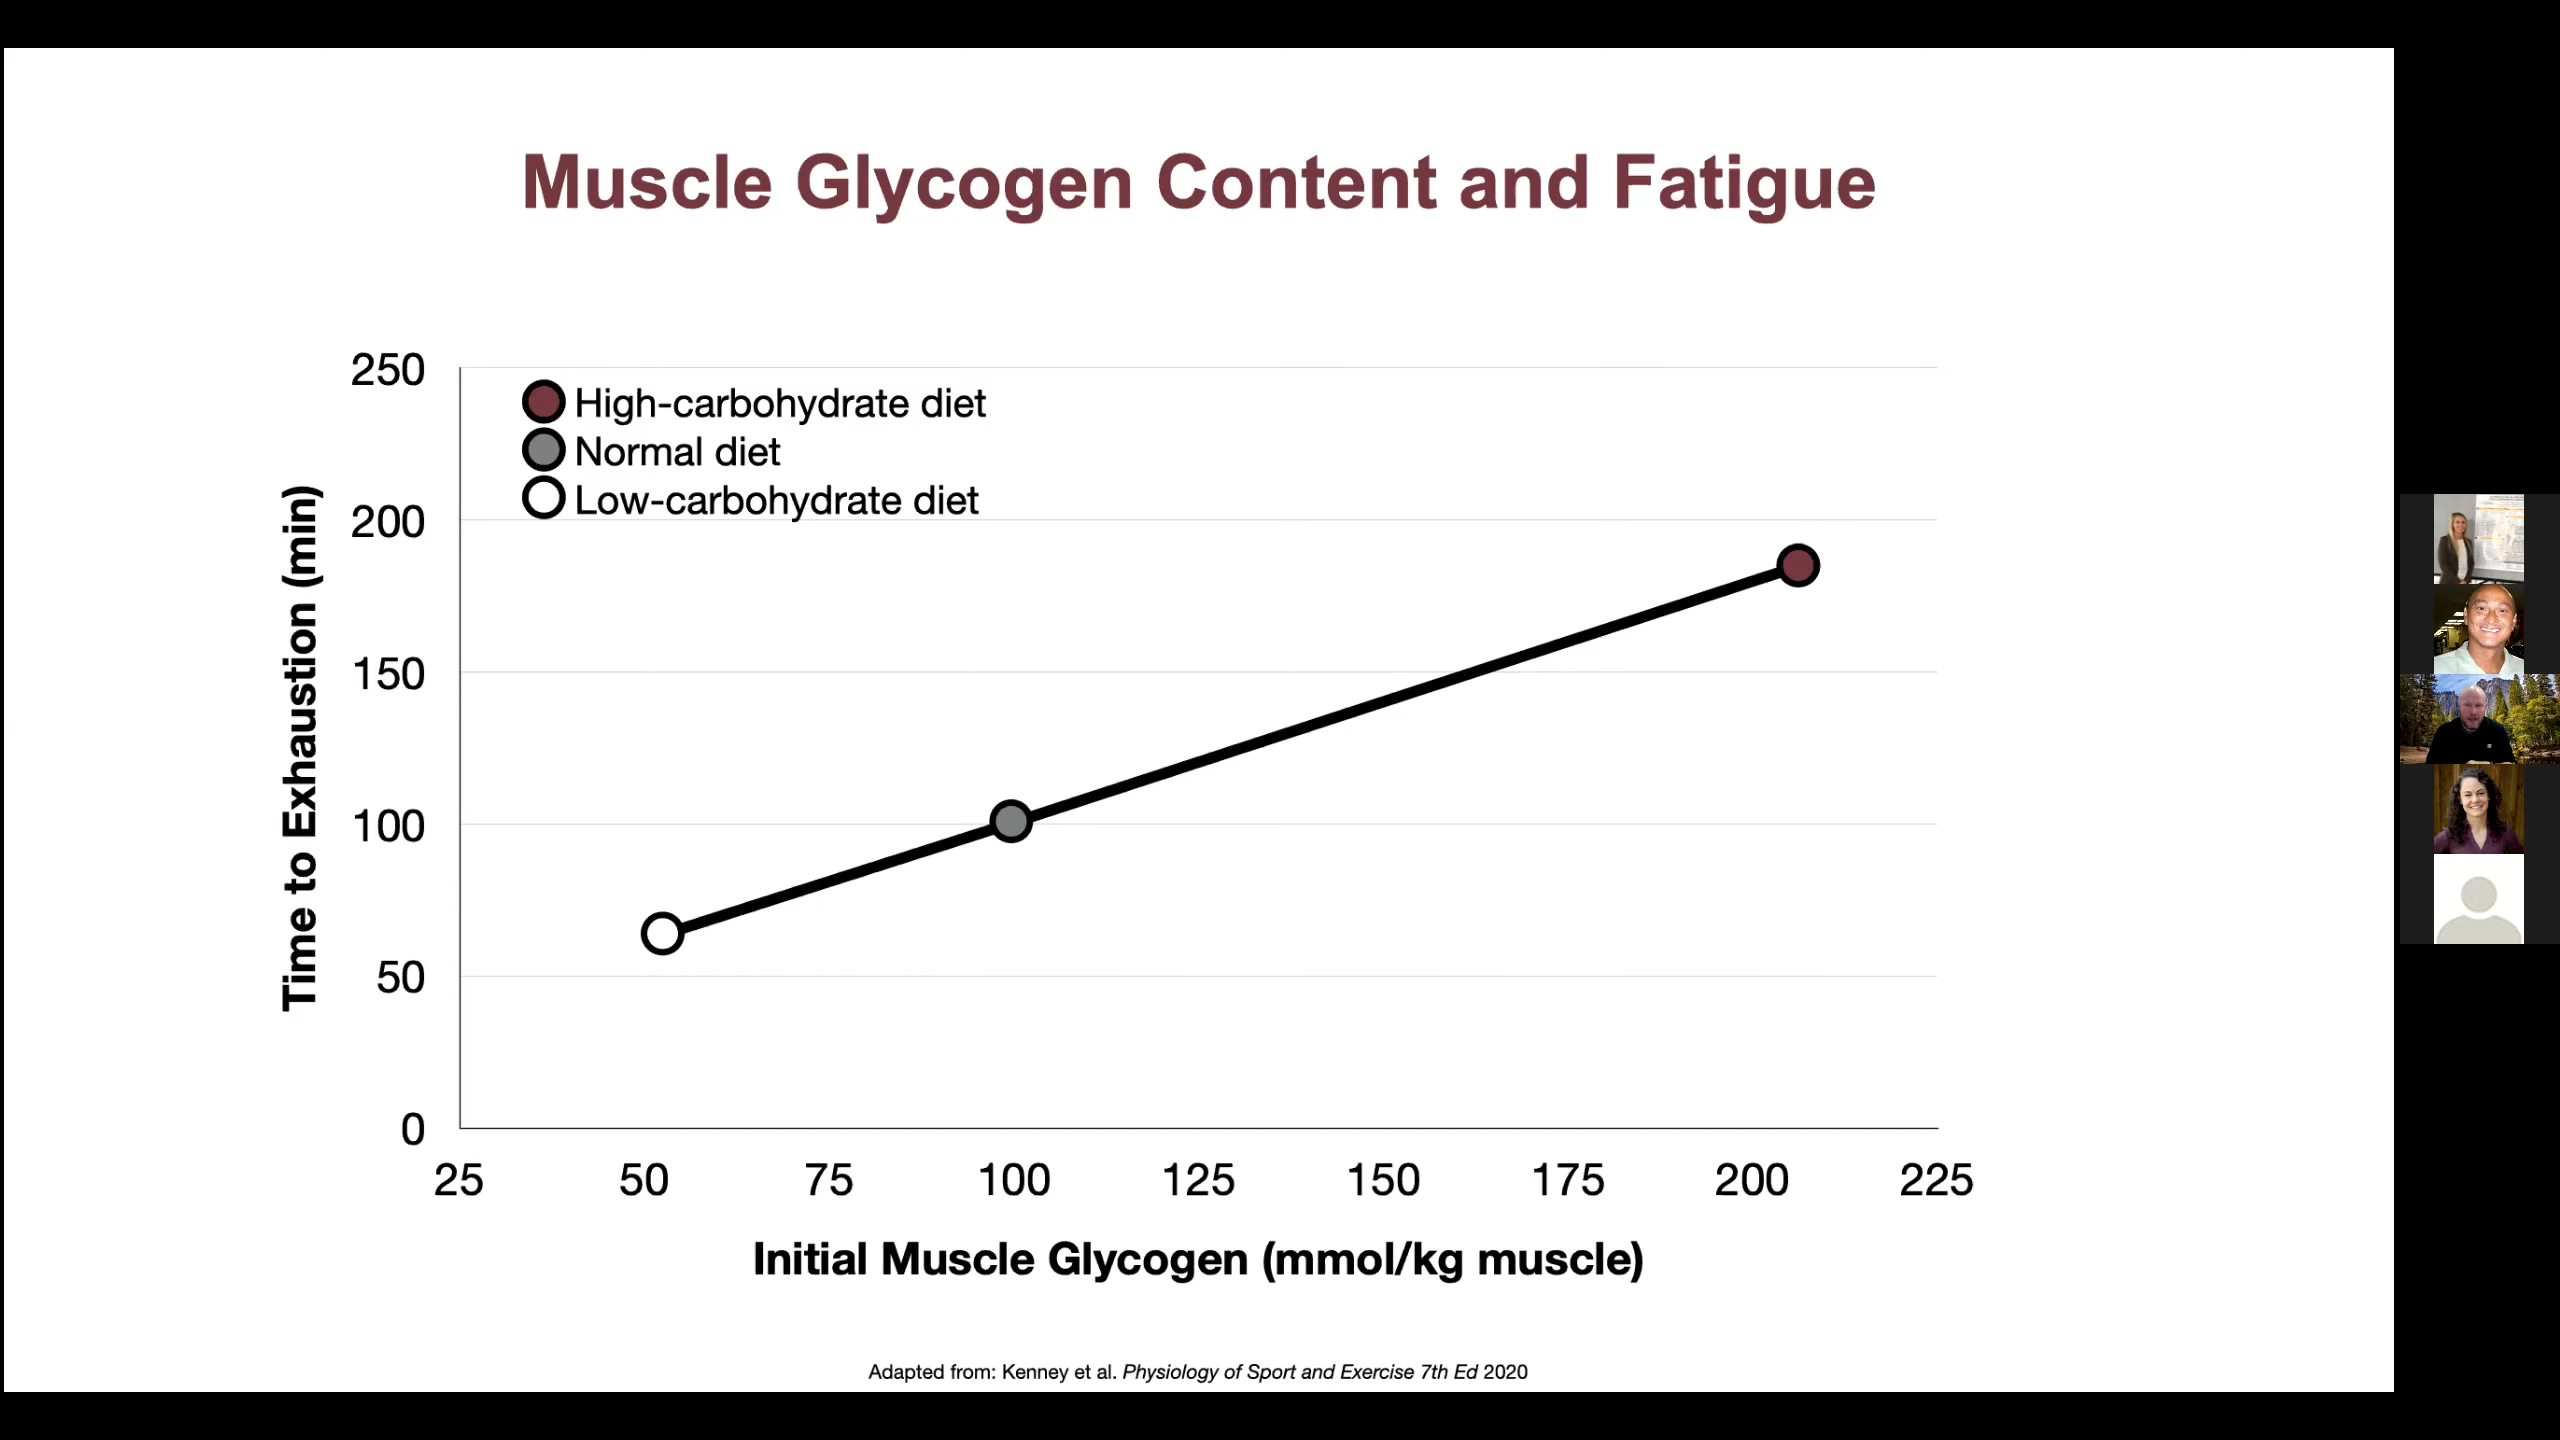 Muscle Glycogen Content and Fatigue
High-carbohydrate diet
Normal diet
Low-carbohydrate diet
Time to Exhaustion (min)
250
200
150
100
50
0
25 50 75 100 125 150 175 200 225
Initial Muscle Glycogen (mmol/kg muscle)
Adapted from: Kenney et al. Physiology of Sport and Exercise 7th Ed 2020